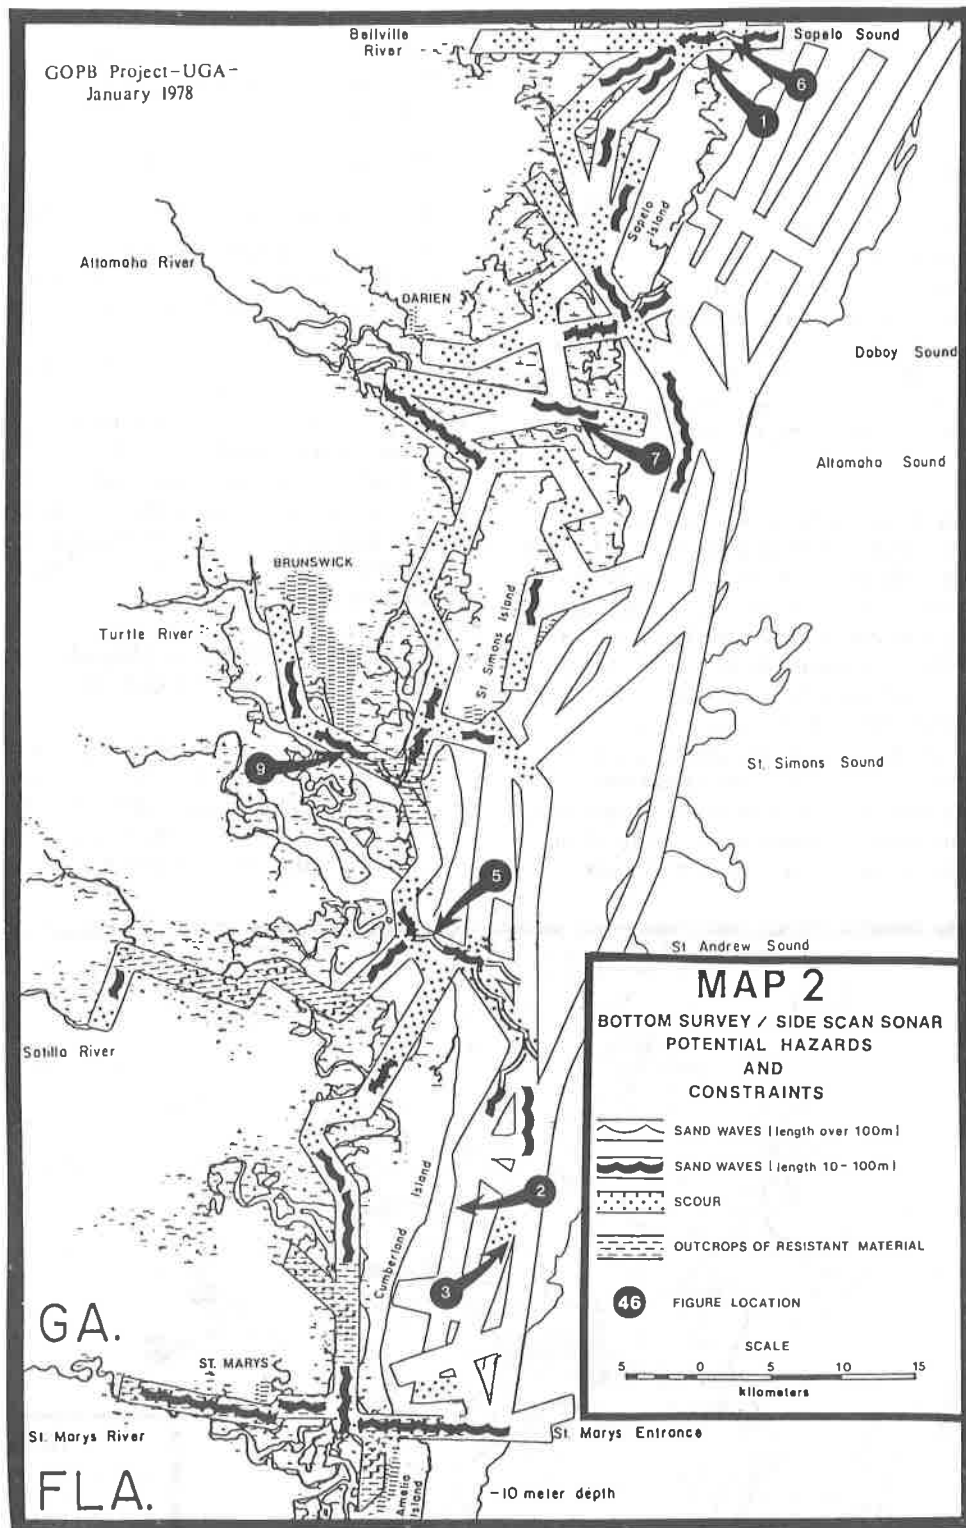 Bellville
River
Sapelo Sound
GOPB Project-UGA-
January 1978
6
1
Sapelo
Island
Altamaha River
DARIEN
Doboy Sound
7
Altamaha Sound
BRUNSWICK
Turtle River
St. Simons Island
9
St. Simons Sound
5
St Andrew Sound
MAP 2
BOTTOM SURVEY / SIDE SCAN SONAR
POTENTIAL HAZARDS
AND
CONSTRAINTS
SAND WAVES (length over 100m)
SAND WAVES (length 10-100m)
SCOUR
OUTCROPS OF RESISTANT MATERIAL
46 FIGURE LOCATION
SCALE
5 0 5 10 15
kilometers
Satilla River
Cumberland Island
2
3
GA.
ST. MARYS
St. Marys River
St. Marys Entrance
FLA.
Amelia
Island
-10 meter depth